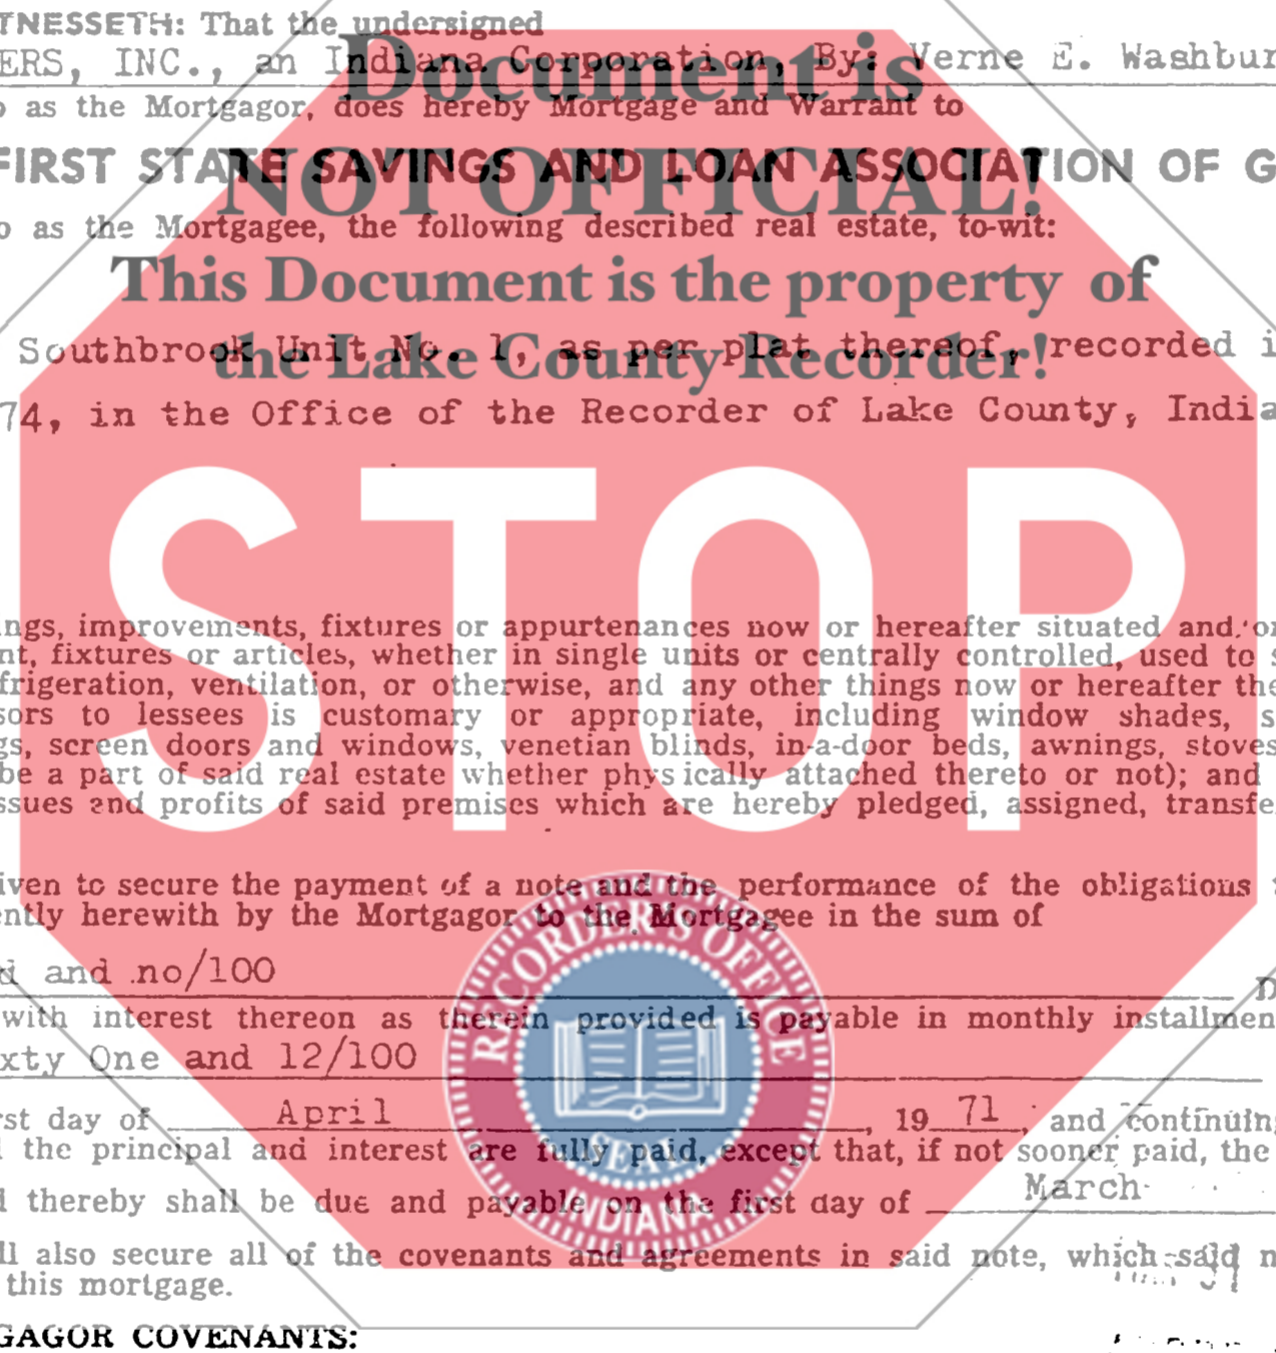 TNESSETH: That the undersigned
ERS, INC., an Indiana Corporation, By: Verne E. Washbur
Document is
as the Mortgagor, does hereby Mortgage and Warrant to
FIRST STATE SAVINGS AND LOAN ASSOCIATION OF G
NOT OFFICIAL!
o as the Mortgagee, the following described real estate, to-wit:
This Document is the property of
Southbrook Unit No. 1, as per plat thereof, recorded i
the Lake County Recorder!
74, in the Office of the Recorder of Lake County, India
STOP
ngs, improvements, fixtures or appurtenances now or hereafter situated and/or
nt, fixtures or articles, whether in single units or centrally controlled, used to s
frigeration, ventilation, or otherwise, and any other things now or hereafter the
sors to lessees is customary or appropriate, including window shades, s
gs, screen doors and windows, venetian blinds, in-a-door beds, awnings, stoves
be a part of said real estate whether physically attached thereto or not); and
ssues and profits of said premises which are hereby pledged, assigned, transfe
iven to secure the payment of a note and the performance of the obligations
ently herewith by the Mortgagor to the Mortgagee in the sum of
RECORDER'S OFFICE
d and no/100 D
with interest thereon as therein provided is payable in monthly installmen
xty One and 12/100
rst day of April, 19 71, and continuing
the principal and interest are fully paid, except that, if not sooner paid, the
SEAL
March
d thereby shall be due and payable on the first day of
INDIANA
ll also secure all of the covenants and agreements in said note, which said n
this mortgage.
GAGOR COVENANTS: